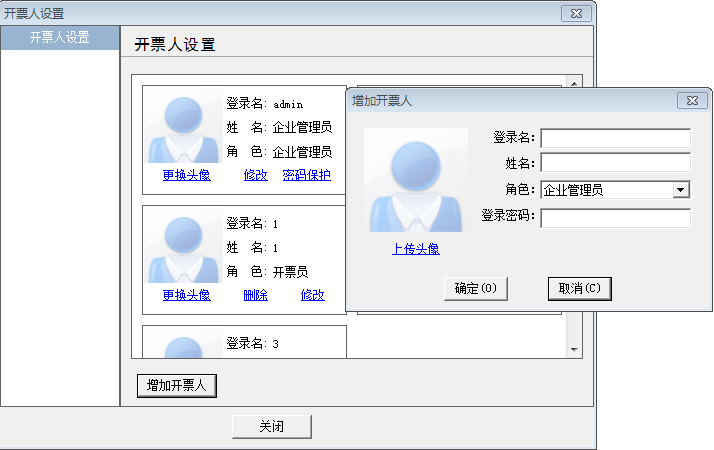 开票人设置
开票人设置
开票人设置
登录名: admin
姓 名: 企业管理员
角 色: 企业管理员
更换头像 修改 密码保护
登录名: 1
姓 名: 1
角 色: 开票员
更换头像 删除 修改
登录名: 3
增加开票人
关闭
增加开票人
登录名:
姓名:
角色: 企业管理员
登录密码:
上传头像
确定(O) 取消(C)